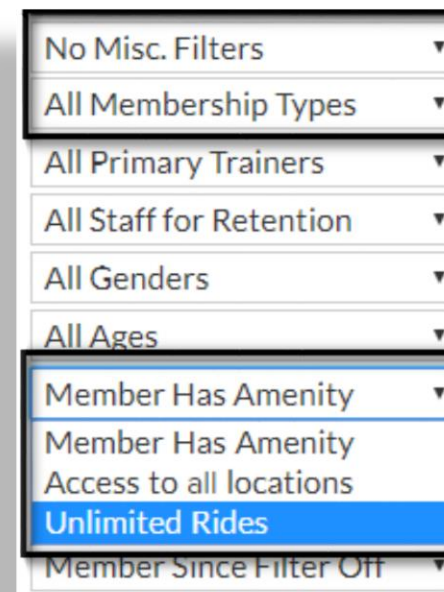 No Misc. Filters
All Membership Types
All Primary Trainers
All Staff for Retention
All Genders
All Ages
Member Has Amenity
Member Has Amenity
Access to all locations
Unlimited Rides
Member Since Filter Off